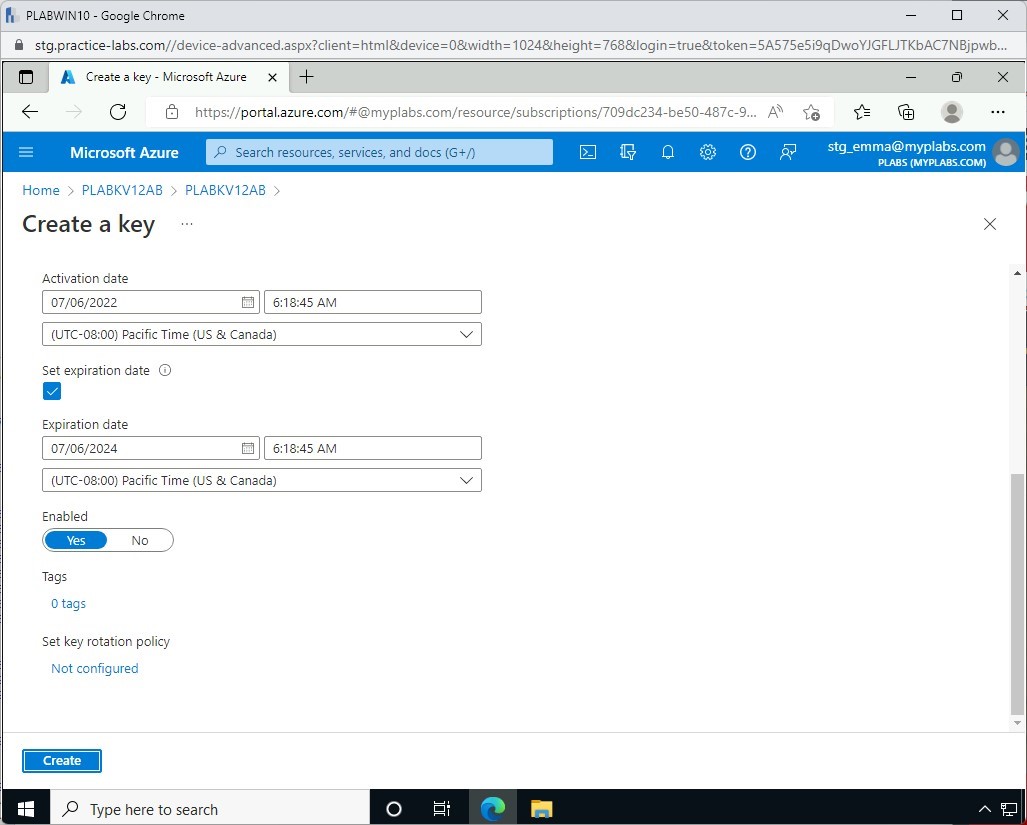 PLABWIN10 - Google Chrome
stg.practice-labs.com//device-advanced.aspx?client=html&device=0&width=1024&height=768&login=true&token=5A575e5i9qDwoYJGFLJTKbAC7NBjpwb...
Create a key - Microsoft Azure
https://portal.azure.com/#@myplabs.com/resource/subscriptions/709dc234-be50-487c-9...
Microsoft Azure
Search resources, services, and docs (G+/)
stg_emma@myplabs.com
PLABS (MYPLABS.COM)
Home > PLABKV12AB > PLABKV12AB >
Create a key ...
Activation date
07/06/2022 6:18:45 AM
(UTC-08:00) Pacific Time (US & Canada)
Set expiration date
Expiration date
07/06/2024 6:18:45 AM
(UTC-08:00) Pacific Time (US & Canada)
Enabled
Yes No
Tags
0 tags
Set key rotation policy
Not configured
Create
Type here to search